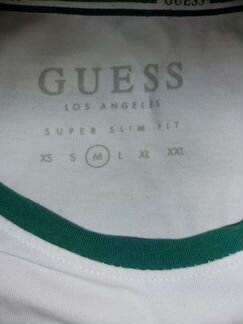 GUESS
GUESS
LOS ANGELES
SUPER SLIM FIT
XS S M L XL XXL